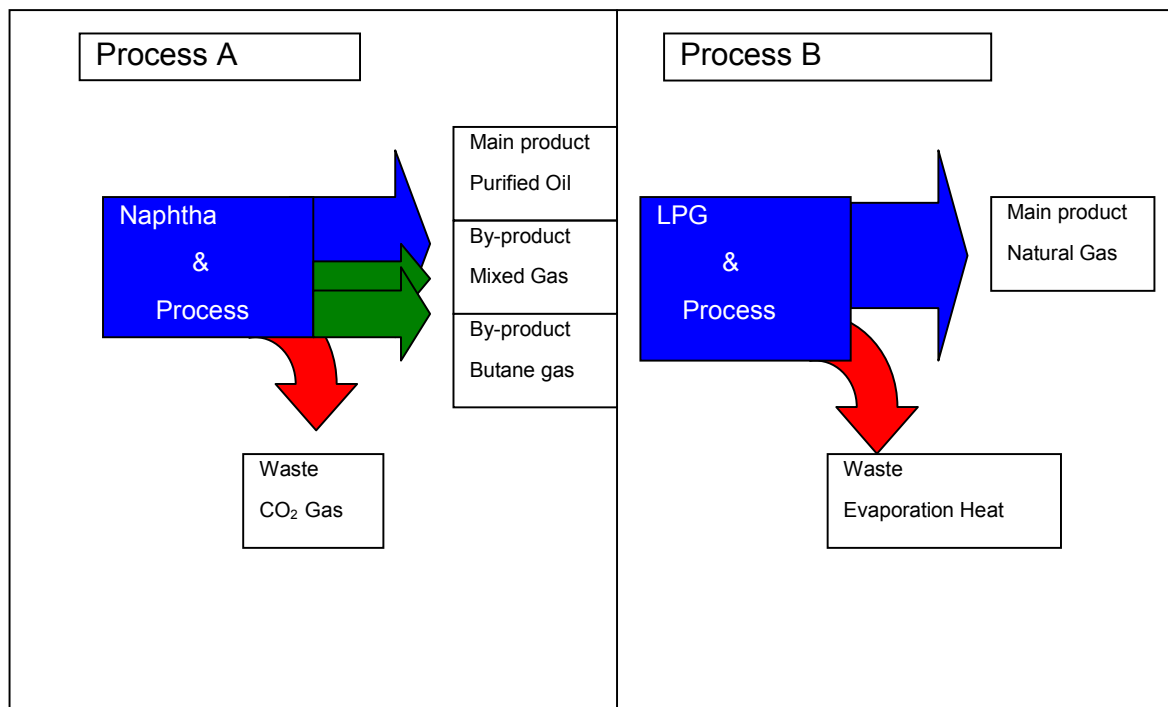 Process A
Naphtha
&
Process
Main product
Purified Oil
By-product
Mixed Gas
By-product
Butane gas
Waste
CO₂ Gas
Process B
LPG
&
Process
Main product
Natural Gas
Waste
Evaporation Heat